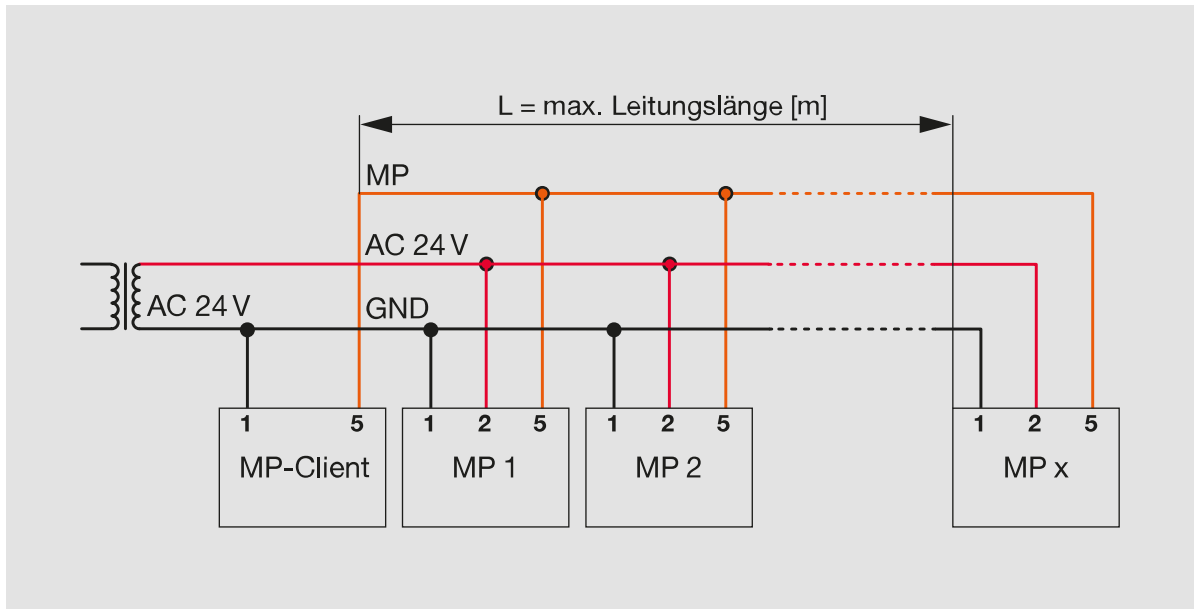 L = max. Leitungslänge [m]
MP
AC 24 V
AC 24 V
GND
1 5 1 2 5 1 2 5 1 2 5
MP-Client MP 1 MP 2 MP x